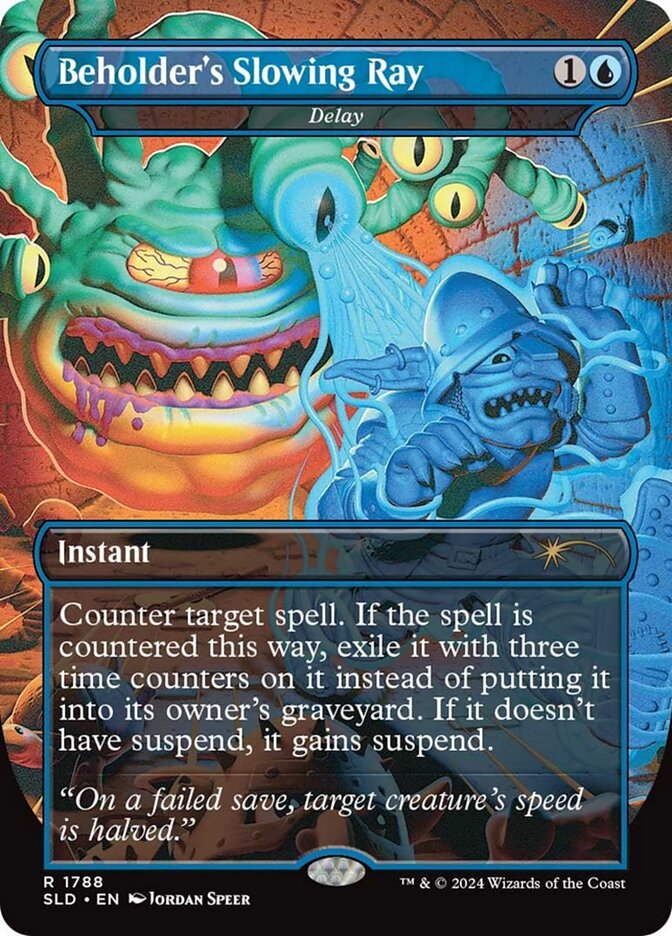 Beholder's Slowing Ray 1
Delay
Instant
Counter target spell. If the spell is
countered this way, exile it with three
time counters on it instead of putting it
into its owner's graveyard. If it doesn't
have suspend, it gains suspend.
“On a failed save, target creature's speed
is halved.”
R 1788
SLD • EN Jordan Speer
™ & © 2024 Wizards of the Coast